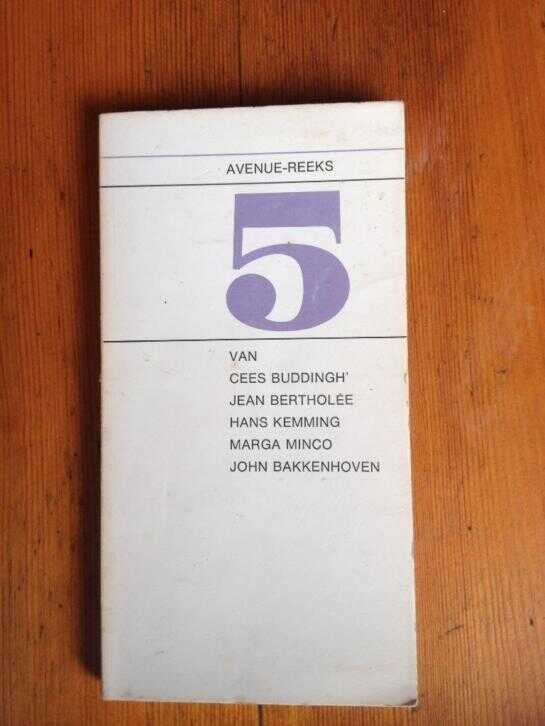 AVENUE-REEKS
5
VAN
CEES BUDDINGH'
JEAN BERTHOLÉE
HANS KEMMING
MARGA MINCO
JOHN BAKKENHOVEN